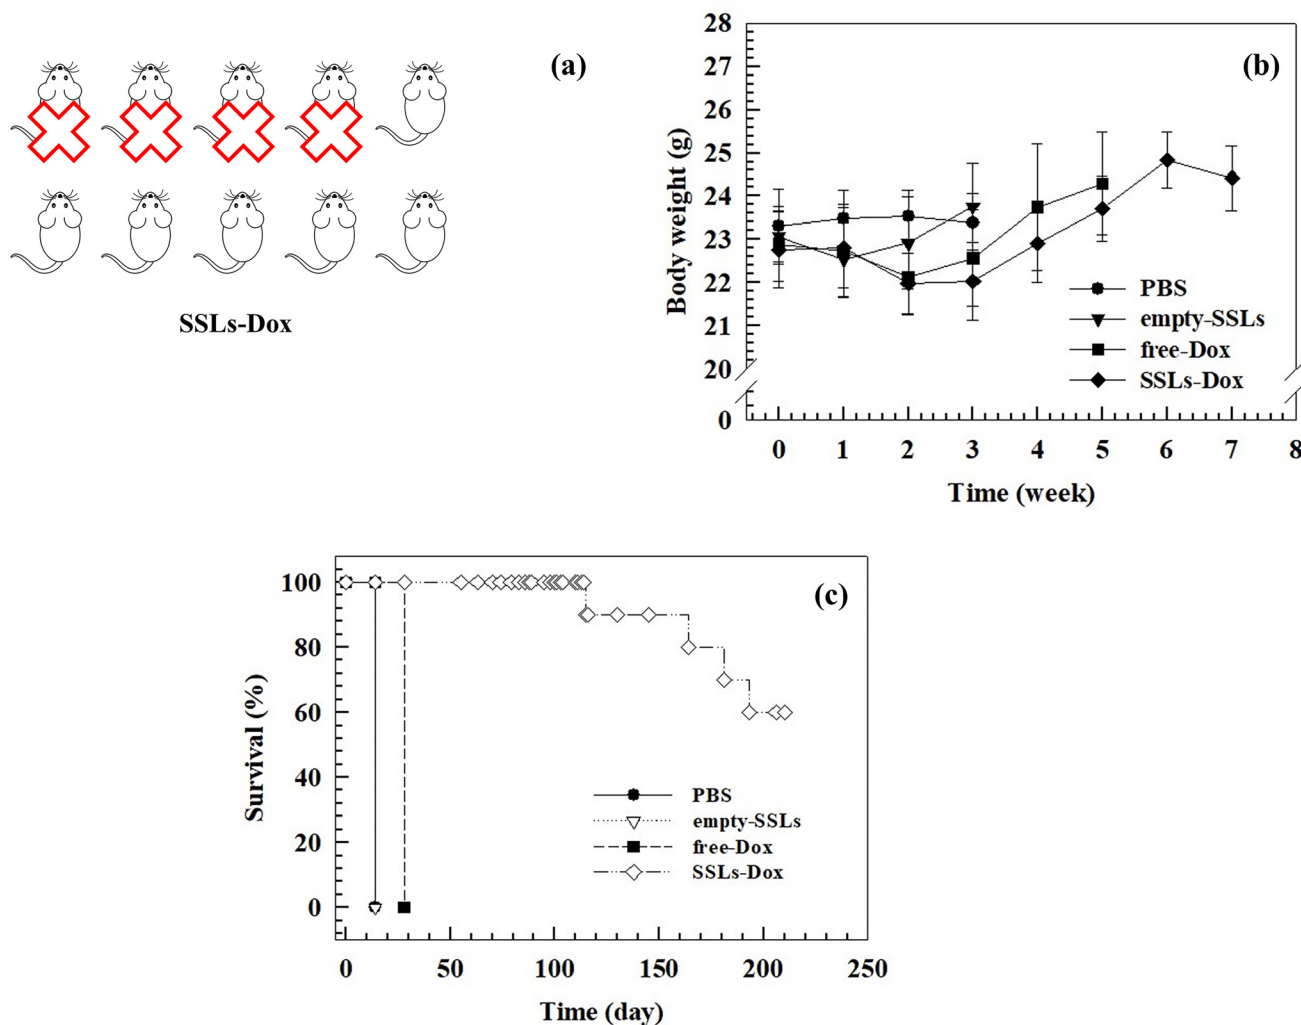 (a)
SSLs-Dox
(b)
Body weight (g)
28
27
26
25
24
23
22
21
20
0
0 1 2 3 4 5 6 7 8
Time (week)
PBS
empty-SSLs
free-Dox
SSLs-Dox
(c)
Survival (%)
100
80
60
40
20
0
PBS
empty-SSLs
free-Dox
SSLs-Dox
0 50 100 150 200 250
Time (day)